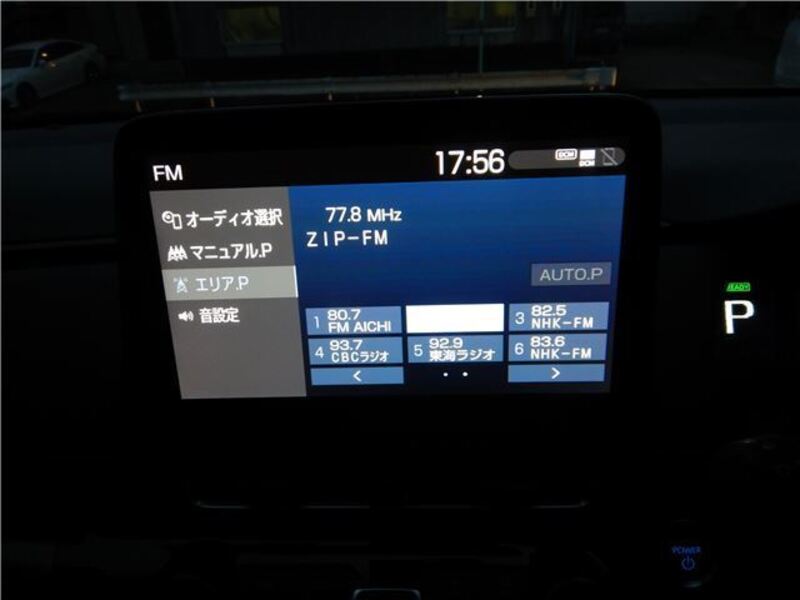 FM
17:56
DCM
DCM
オーディオ選択
マニュアル.P
エリア.P
音設定
77.8 MHz
ZIP-FM
AUTO.P
1 80.7
FM AICHI
3 82.5
NHK-FM
4 93.7
CBCラジオ
5 92.9
東海ラジオ
6 83.6
NHK-FM
<
>
READY
P
POWER